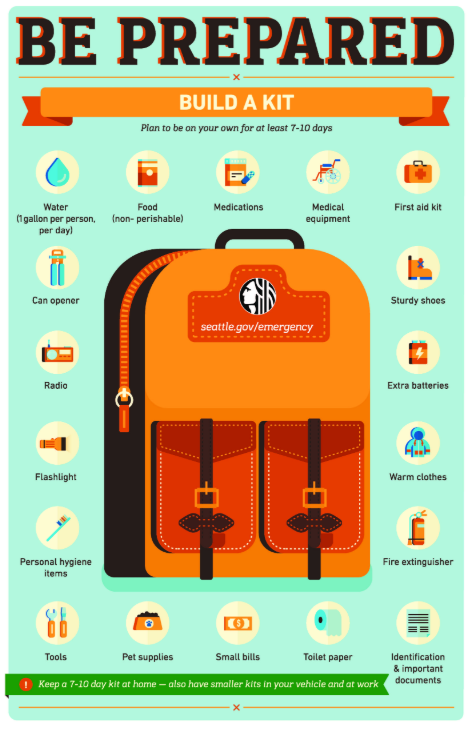 BE PREPARED
BUILD A KIT
Plan to be on your own for at least 7-10 days
Water
(1 gallon per person,
per day)
Food
(non- perishable)
Medications
Medical
equipment
First aid kit
Can opener
seattle.gov/emergency
Sturdy shoes
Radio
Extra batteries
Flashlight
Warm clothes
Personal hygiene
items
Fire extinguisher
Tools
Pet supplies
Small bills
Toilet paper
Identification
& important
documents
! Keep a 7-10 day kit at home — also have smaller kits in your vehicle and at work